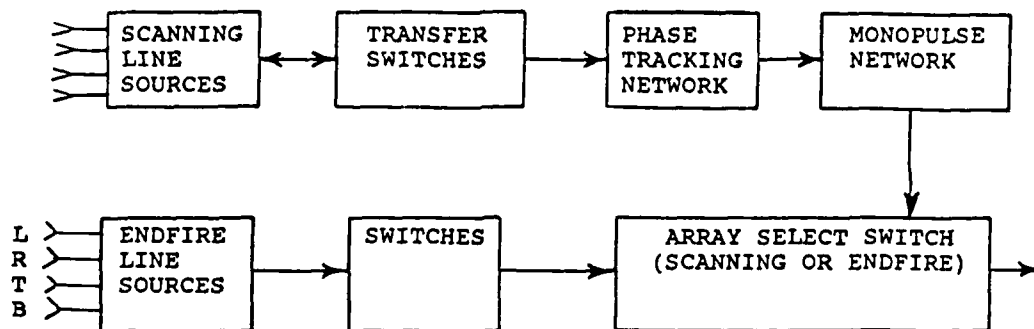 SCANNING
LINE
SOURCES
TRANSFER
SWITCHES
PHASE
TRACKING
NETWORK
MONOPULSE
NETWORK
L
R
T
B
ENDFIRE
LINE
SOURCES
SWITCHES
ARRAY SELECT SWITCH
(SCANNING OR ENDFIRE)